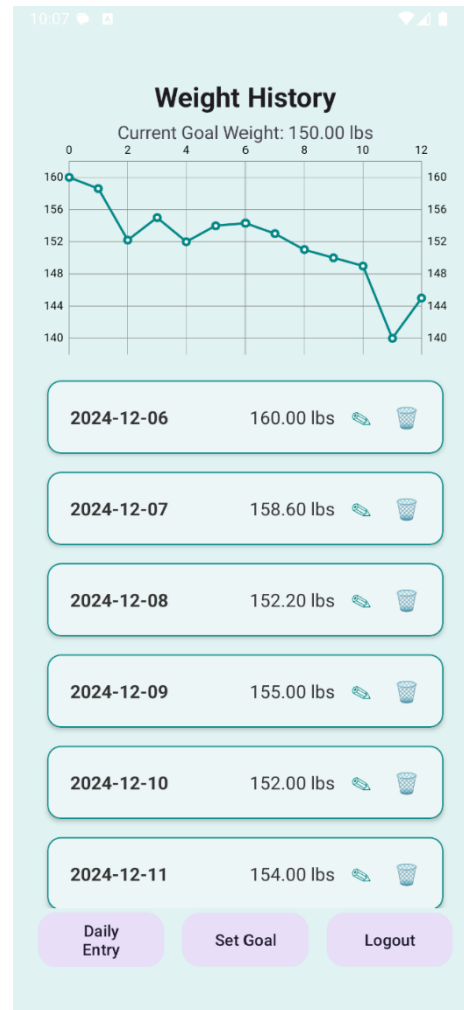 10:07
Weight History
Current Goal Weight: 150.00 lbs
0 2 4 6 8 10 12
160 160
156 156
152 152
148 148
144 144
140 140
2024-12-06 160.00 lbs
2024-12-07 158.60 lbs
2024-12-08 152.20 lbs
2024-12-09 155.00 lbs
2024-12-10 152.00 lbs
2024-12-11 154.00 lbs
Daily
Entry
Set Goal
Logout